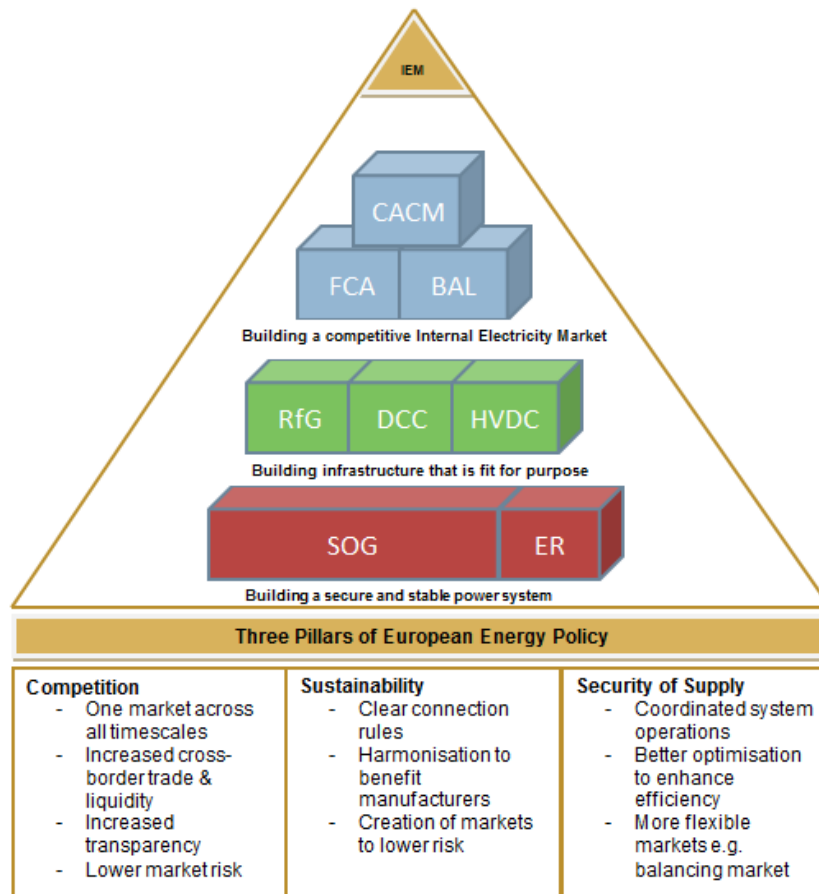 IEM
CACM
FCA BAL
Building a competitive Internal Electricity Market
RfG DCC HVDC
Building infrastructure that is fit for purpose
SOG ER
Building a secure and stable power system
Three Pillars of European Energy Policy
Competition
- One market across
all timescales
- Increased cross-
border trade &
liquidity
- Increased
transparency
- Lower market risk
Sustainability
- Clear connection
rules
- Harmonisation to
benefit
manufacturers
- Creation of markets
to lower risk
Security of Supply
- Coordinated system
operations
- Better optimisation
to enhance
efficiency
- More flexible
markets e.g.
balancing market